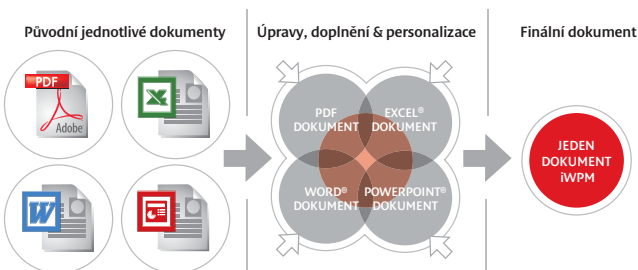 Původní jednotlivé dokumenty
PDF
Adobe
X
W
Úpravy, doplnění & personalizace
PDF
DOKUMENT
EXCEL®
DOKUMENT
WORD®
DOKUMENT
POWERPOINT®
DOKUMENT
Finální dokument
JEDEN
DOKUMENT
iWPM